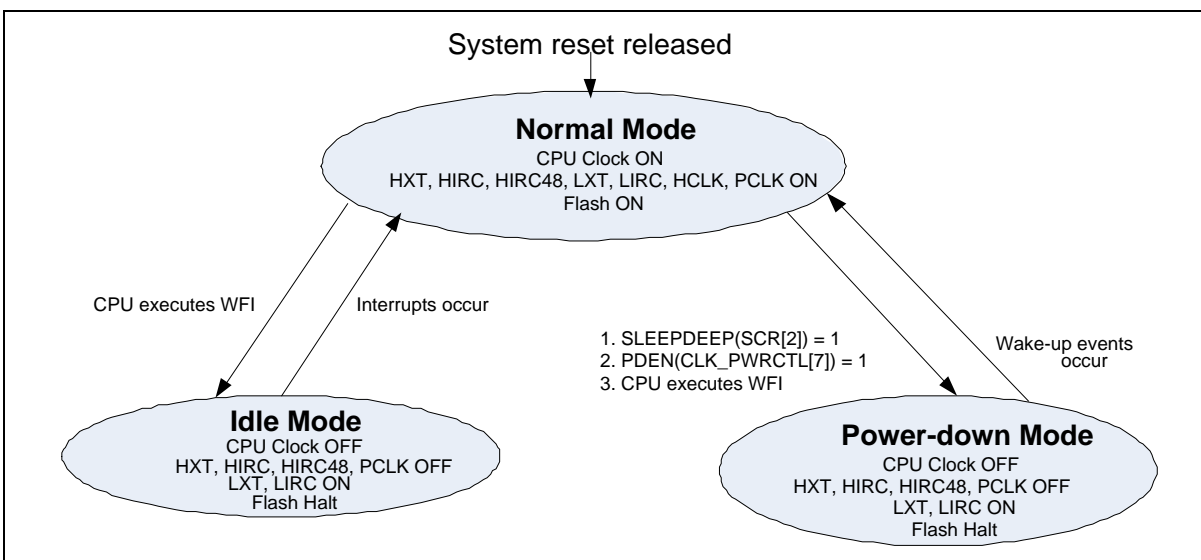 System reset released
Normal Mode
CPU Clock ON
HXT, HIRC, HIRC48, LXT, LIRC, HCLK, PCLK ON
Flash ON
CPU executes WFI
Interrupts occur
1. SLEEPDEEP(SCR[2]) = 1
2. PDEN(CLK_PWRCTL[7]) = 1
3. CPU executes WFI
Wake-up events
occur
Idle Mode
CPU Clock OFF
HXT, HIRC, HIRC48, PCLK OFF
LXT, LIRC ON
Flash Halt
Power-down Mode
CPU Clock OFF
HXT, HIRC, HIRC48, PCLK OFF
LXT, LIRC ON
Flash Halt